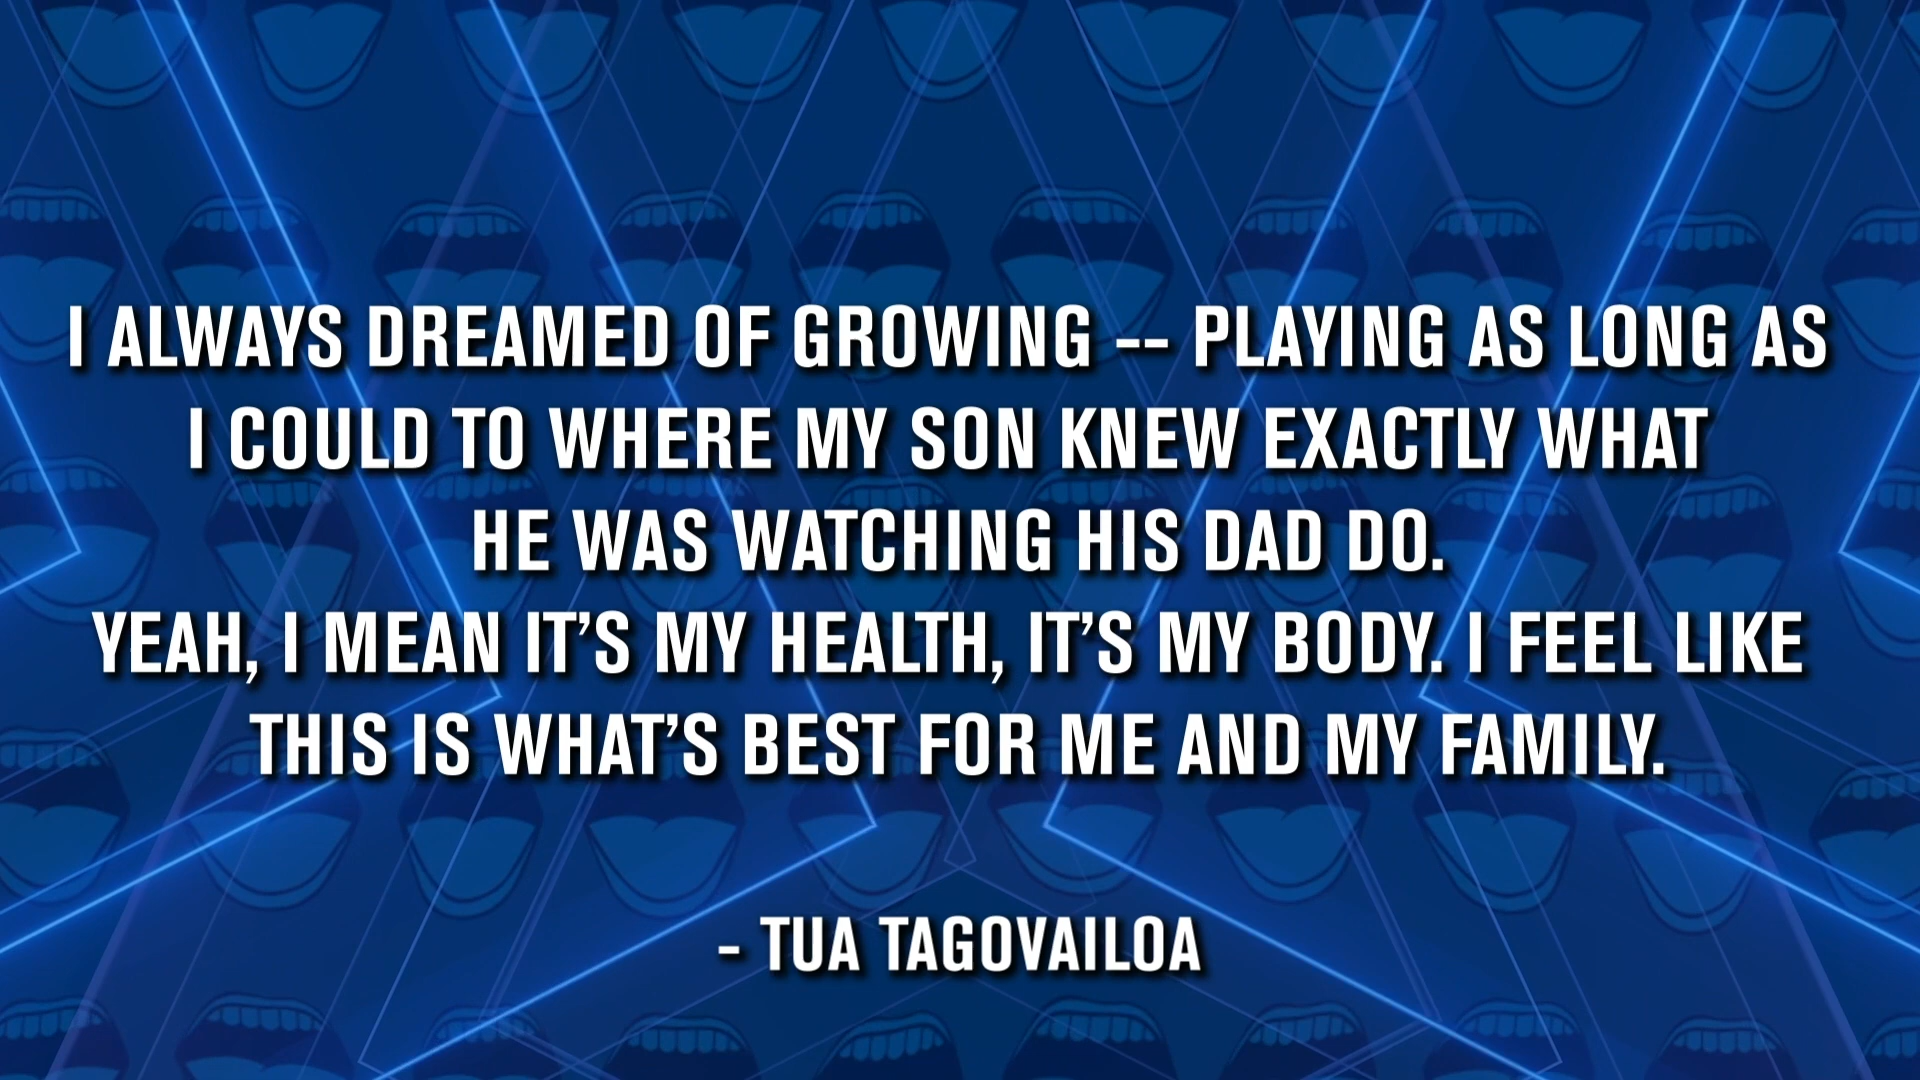 I ALWAYS DREAMED OF GROWING -- PLAYING AS LONG AS
I COULD TO WHERE MY SON KNEW EXACTLY WHAT
HE WAS WATCHING HIS DAD DO.
YEAH, I MEAN IT’S MY HEALTH, IT’S MY BODY. I FEEL LIKE
THIS IS WHAT’S BEST FOR ME AND MY FAMILY.
- TUA TAGOVAILOA